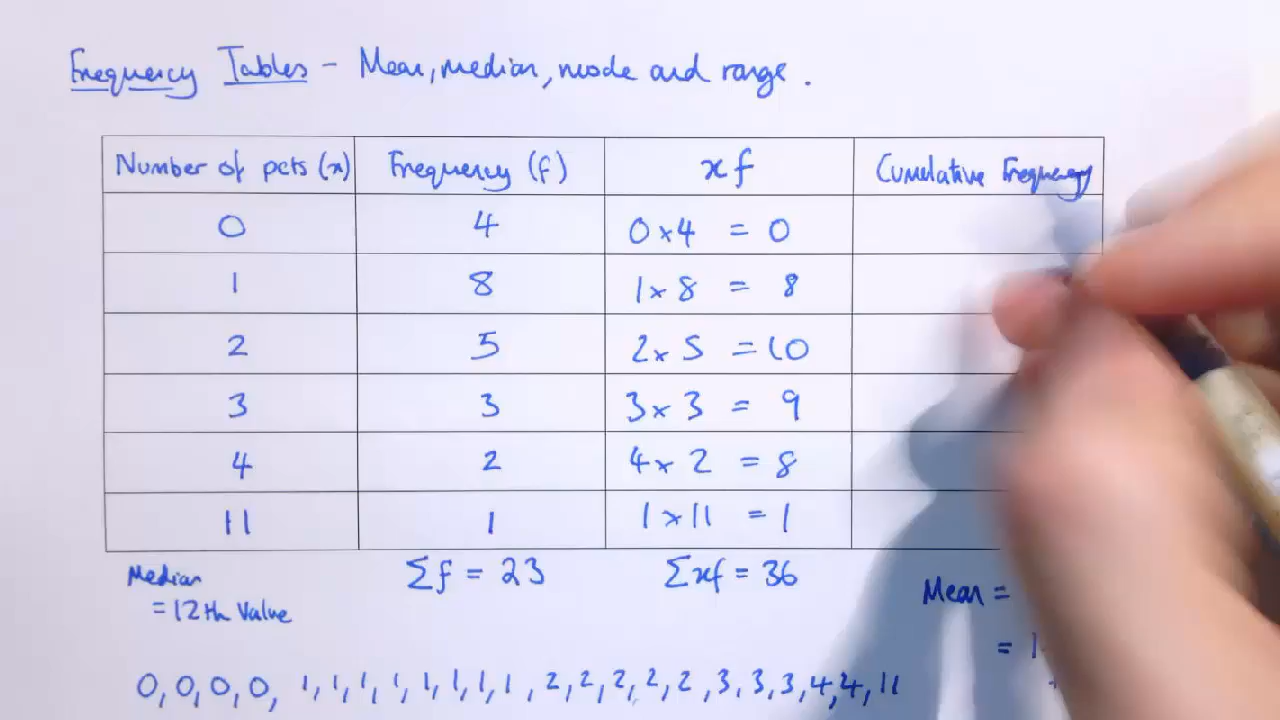 Frequency Tables - Mean, median, mode and range.
Number of pets (x) Frequency (f) xf Cumulative Frequency
0 4 0 x 4 = 0
1 8 1 x 8 = 8
2 5 2 x 5 = 10
3 3 3 x 3 = 9
4 2 4 x 2 = 8
11 1 1 x 11 = 1
Median Σf = 23 Σxf = 36 Mean =
= 12th Value
= 1
0, 0, 0, 0, 1, 1, 1, 1, 1, 1, 1, 1, 2, 2, 2, 2, 2, 3, 3, 3, 4, 4, 11